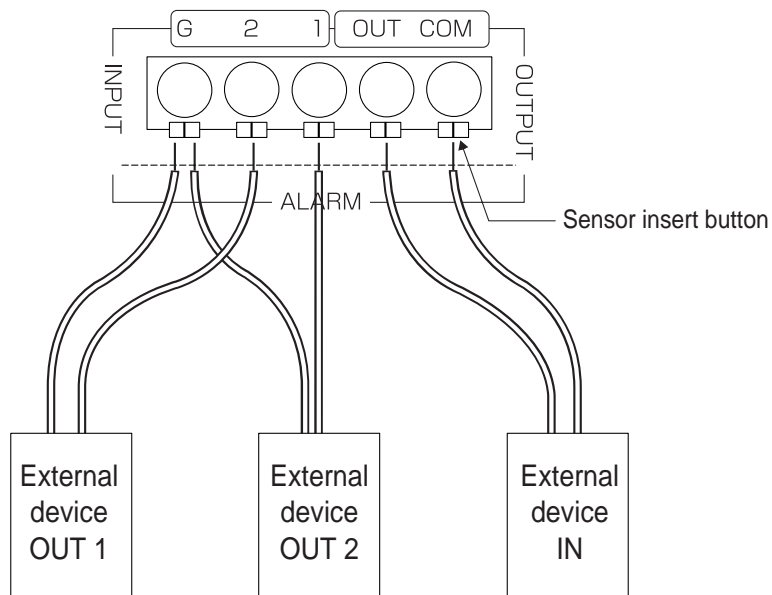 G 2 1 OUT COM
INPUT
OUTPUT
ALARM
Sensor insert button
External
device
OUT 1
External
device
OUT 2
External
device
IN